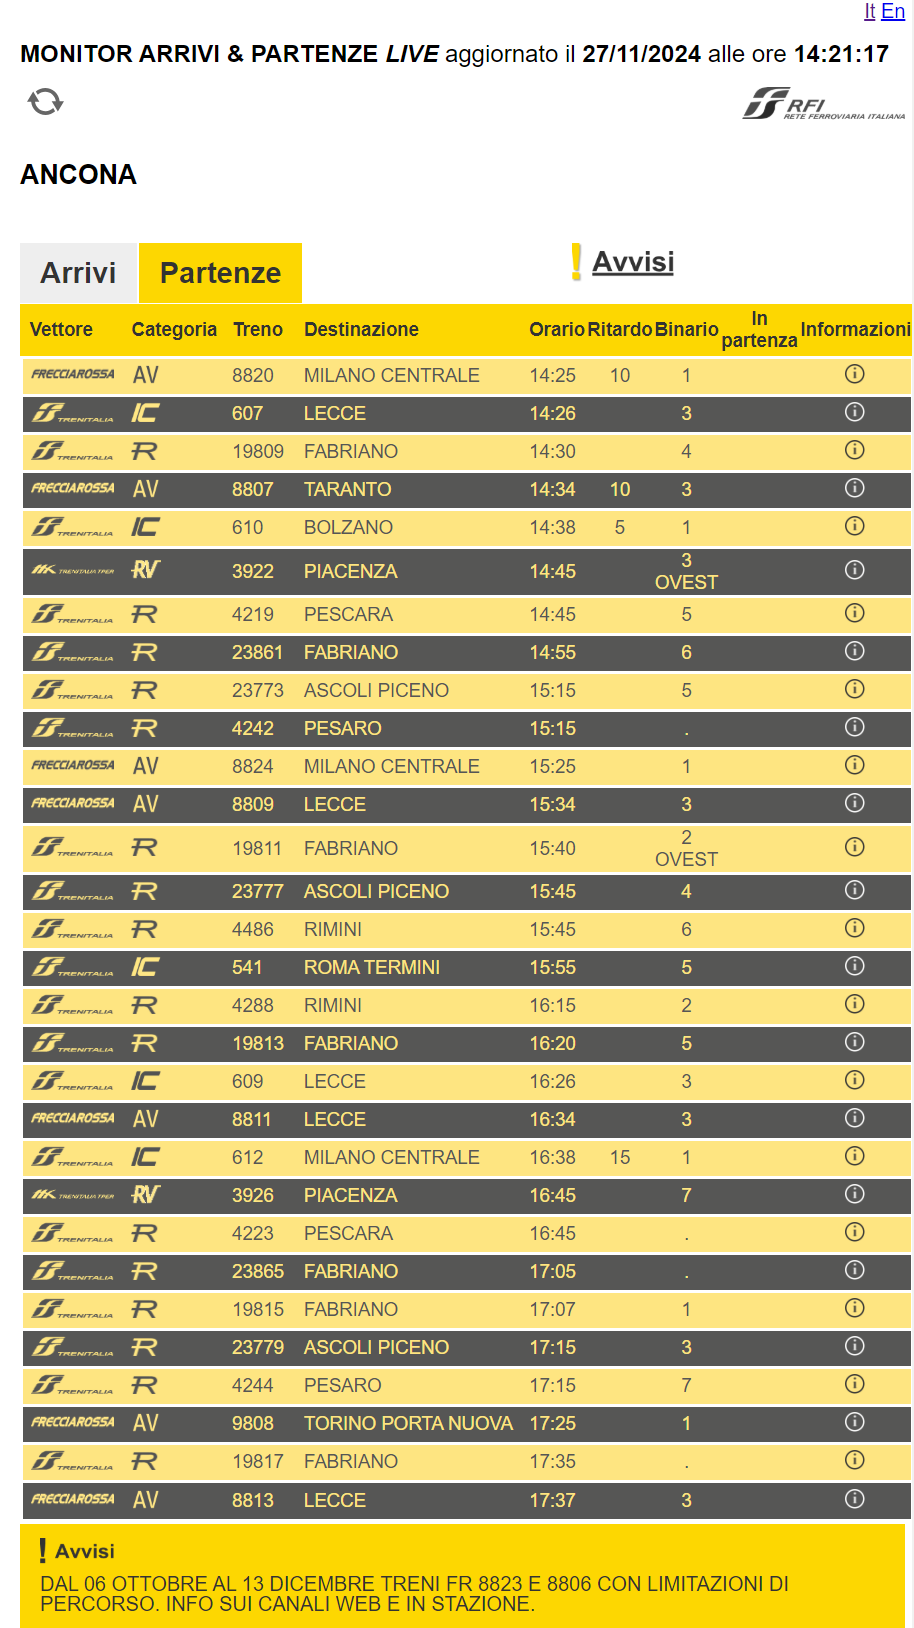 It En
MONITOR ARRIVI & PARTENZE LIVE aggiornato il 27/11/2024 alle ore 14:21:17
RFI
RETE FERROVIARIA ITALIANA
ANCONA
Arrivi Partenze ! Avvisi
Vettore Categoria Treno Destinazione Orario Ritardo Binario In partenza Informazioni
FRECCIAROSSA AV 8820 MILANO CENTRALE 14:25 10 1
TRENITALIA IC 607 LECCE 14:26 3
TRENITALIA R 19809 FABRIANO 14:30 4
FRECCIAROSSA AV 8807 TARANTO 14:34 10 3
TRENITALIA IC 610 BOLZANO 14:38 5 1
TRENITALIA TPER RV 3922 PIACENZA 14:45 3 OVEST
TRENITALIA R 4219 PESCARA 14:45 5
TRENITALIA R 23861 FABRIANO 14:55 6
TRENITALIA R 23773 ASCOLI PICENO 15:15 5
TRENITALIA R 4242 PESARO 15:15 .
FRECCIAROSSA AV 8824 MILANO CENTRALE 15:25 1
FRECCIAROSSA AV 8809 LECCE 15:34 3
TRENITALIA R 19811 FABRIANO 15:40 2 OVEST
TRENITALIA R 23777 ASCOLI PICENO 15:45 4
TRENITALIA R 4486 RIMINI 15:45 6
TRENITALIA IC 541 ROMA TERMINI 15:55 5
TRENITALIA R 4288 RIMINI 16:15 2
TRENITALIA R 19813 FABRIANO 16:20 5
TRENITALIA IC 609 LECCE 16:26 3
FRECCIAROSSA AV 8811 LECCE 16:34 3
TRENITALIA IC 612 MILANO CENTRALE 16:38 15 1
TRENITALIA TPER RV 3926 PIACENZA 16:45 7
TRENITALIA R 4223 PESCARA 16:45 .
TRENITALIA R 23865 FABRIANO 17:05 .
TRENITALIA R 19815 FABRIANO 17:07 1
TRENITALIA R 23779 ASCOLI PICENO 17:15 3
TRENITALIA R 4244 PESARO 17:15 7
FRECCIAROSSA AV 9808 TORINO PORTA NUOVA 17:25 1
TRENITALIA R 19817 FABRIANO 17:35 .
FRECCIAROSSA AV 8813 LECCE 17:37 3
! Avvisi
DAL 06 OTTOBRE AL 13 DICEMBRE TRENI FR 8823 E 8806 CON LIMITAZIONI DI
PERCORSO. INFO SUI CANALI WEB E IN STAZIONE.